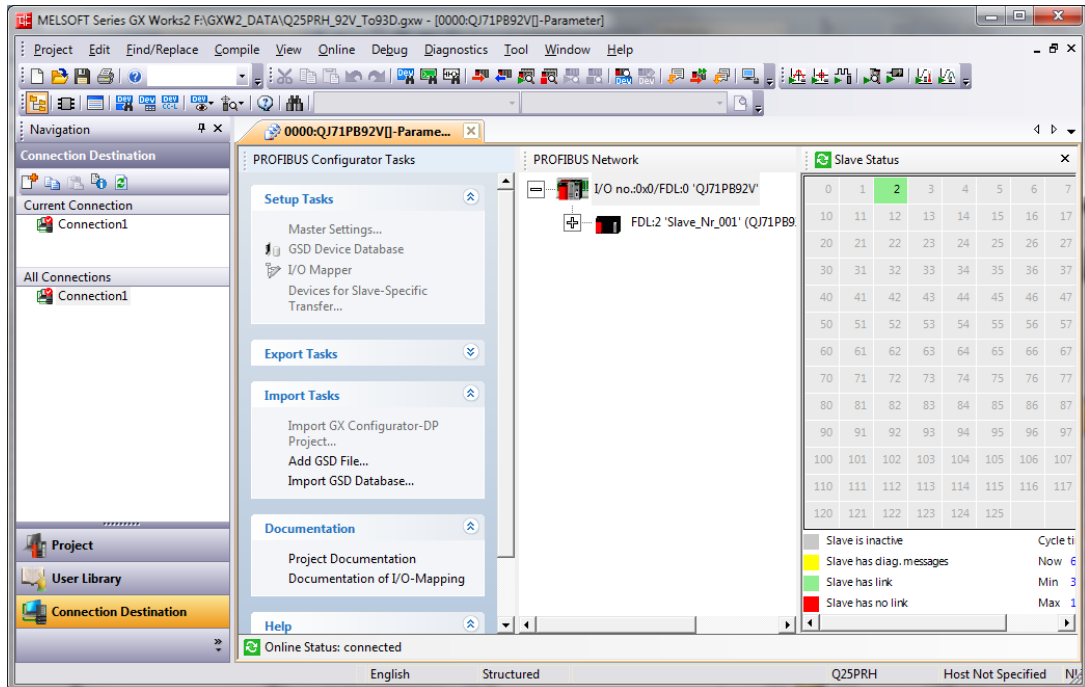 MELSOFT Series GX Works2 F:\GXW2_DATA\Q25PRH_92V_To93D.gxw - [0000:QJ71PB92V[]-Parameter]
Project Edit Find/Replace Compile View Online Debug Diagnostics Tool Window Help
Navigation
Connection Destination
Current Connection
Connection1
All Connections
Connection1
Project
User Library
Connection Destination
0000:QJ71PB92V[]-Parame...
PROFIBUS Configurator Tasks
Setup Tasks
Master Settings...
GSD Device Database
I/O Mapper
Devices for Slave-Specific
Transfer...
Export Tasks
Import Tasks
Import GX Configurator-DP
Project...
Add GSD File...
Import GSD Database...
Documentation
Project Documentation
Documentation of I/O-Mapping
Help
PROFIBUS Network
I/O no.:0x0/FDL:0 'QJ71PB92V'
FDL:2 'Slave_Nr_001' (QJ71PB9
Slave Status
0 1 2 3 4 5 6 7
10 11 12 13 14 15 16 17
20 21 22 23 24 25 26 27
30 31 32 33 34 35 36 37
40 41 42 43 44 45 46 47
50 51 52 53 54 55 56 57
60 61 62 63 64 65 66 67
70 71 72 73 74 75 76 77
80 81 82 83 84 85 86 87
90 91 92 93 94 95 96 97
100 101 102 103 104 105 106 107
110 111 112 113 114 115 116 117
120 121 122 123 124 125
Slave is inactive Cycle ti
Slave has diag. messages Now 6
Slave has link Min 3
Slave has no link Max 1
Online Status: connected
English Structured Q25PRH Host Not Specified